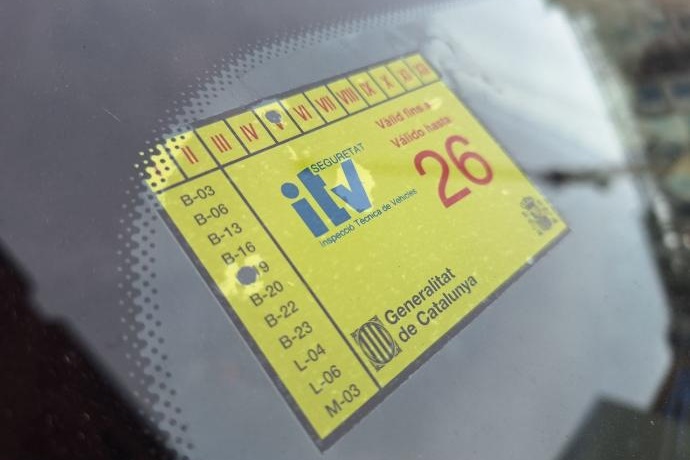 II III IV V VI VII VIII IX X XI XII
Vàlid fins a
Válido hasta
26
SEGURETAT
itv
Inspecció Tècnica de Vehicles
B-03
B-06
B-13
B-16
B-20
B-22
B-23
L-04
L-06
M-03
Generalitat
de Catalunya